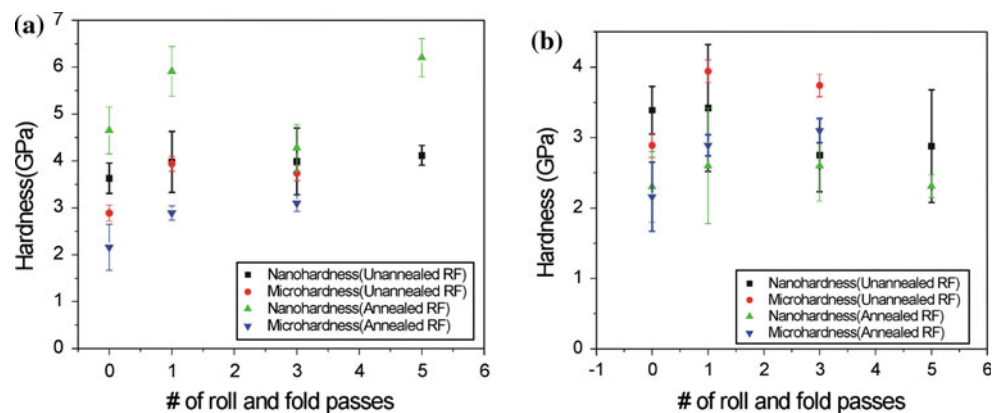 (a)
7
6
5
4
3
2
1
0
Hardness(GPa)
Nanohardness(Unannealed RF)
Microhardness(Unannealed RF)
Nanohardness(Annealed RF)
Microhardness(Annealed RF)
0 1 2 3 4 5 6
# of roll and fold passes
(b)
4
3
2
1
0
Hardness (GPa)
Nanohardness(Unannealed RF)
Microhardness(Unannealed RF)
Nanohardness(Annealed RF)
Microhardness(Annealed RF)
-1 0 1 2 3 4 5 6
# of roll and fold passes